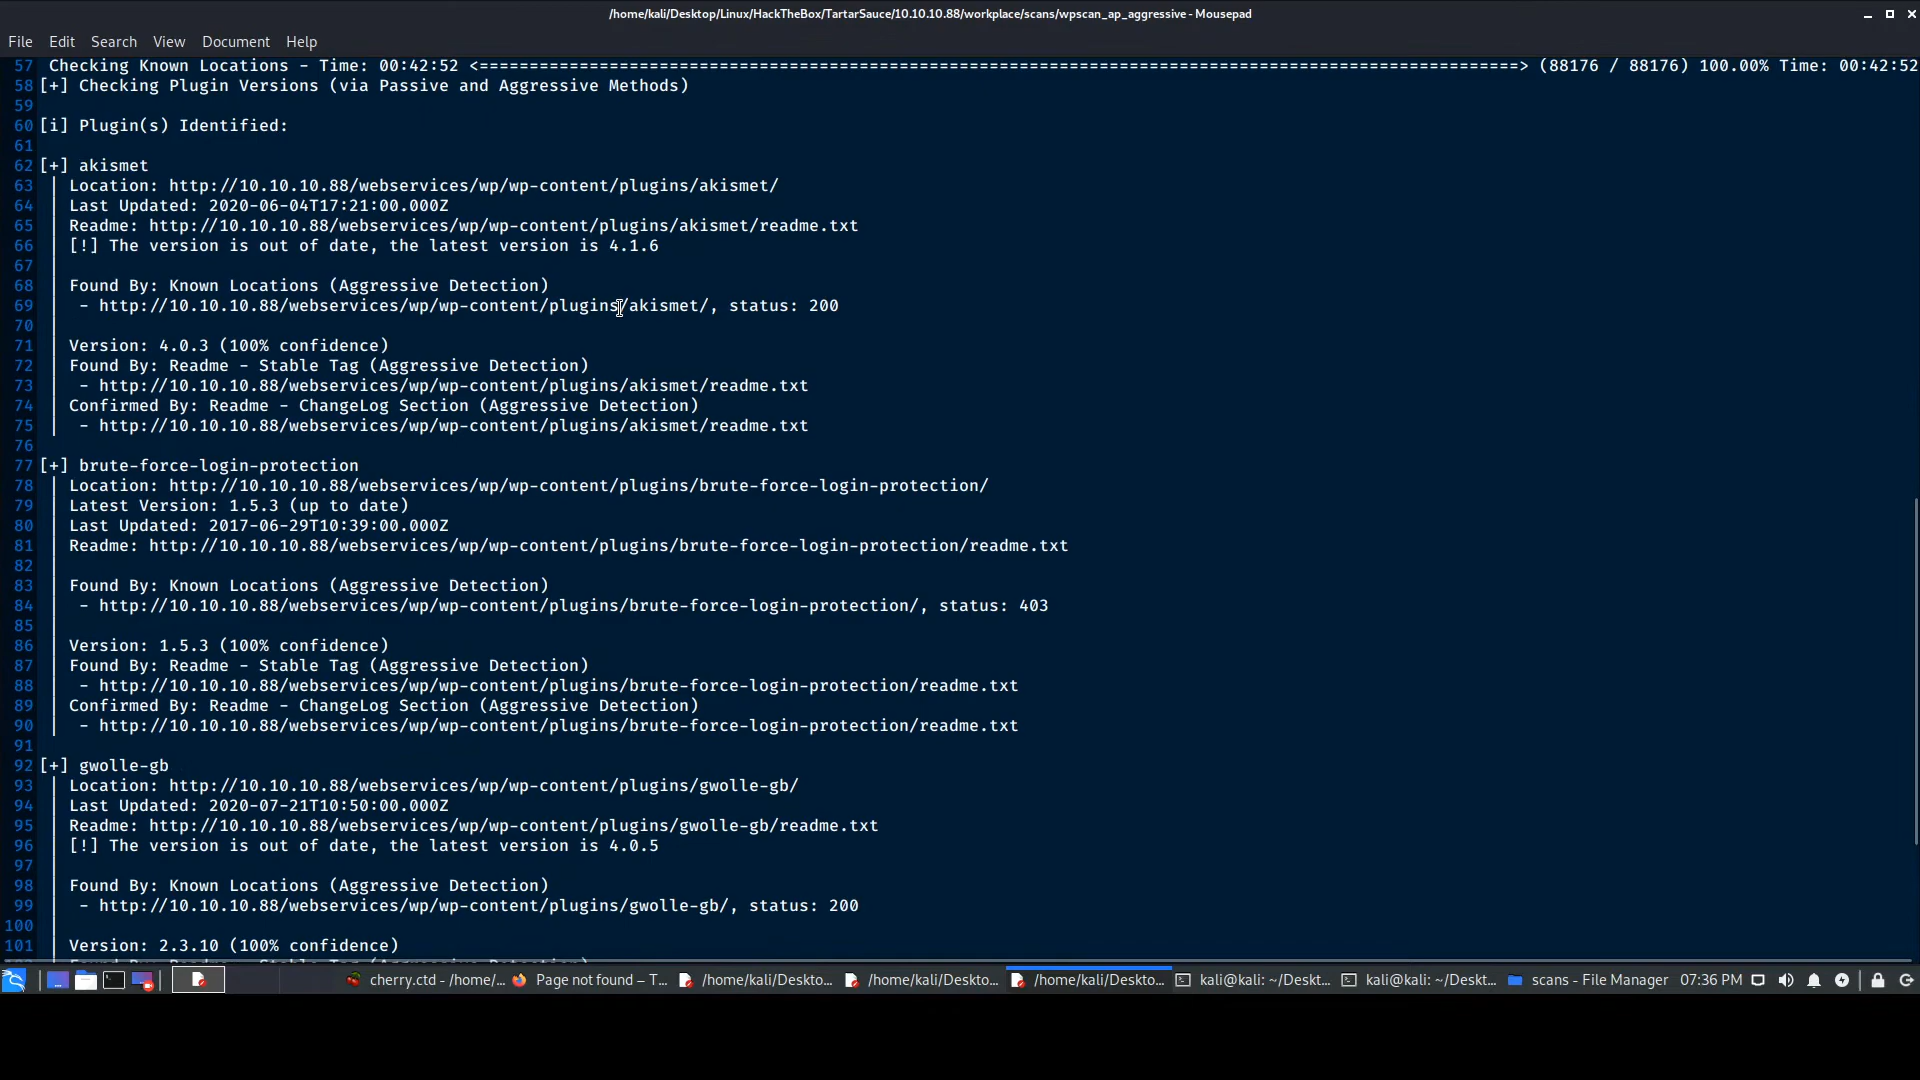 /home/kali/Desktop/Linux/HackTheBox/TartarSauce/10.10.10.88/workplace/scans/wpscan_ap_aggressive - Mousepad
File Edit Search View Document Help
57 Checking Known Locations - Time: 00:42:52 <=========================================================================================================> (88176 / 88176) 100.00% Time: 00:42:52
58 [+] Checking Plugin Versions (via Passive and Aggressive Methods)
59
60 [i] Plugin(s) Identified:
61
62 [+] akismet
63 | Location: http://10.10.10.88/webservices/wp/wp-content/plugins/akismet/
64 | Last Updated: 2020-06-04T17:21:00.000Z
65 | Readme: http://10.10.10.88/webservices/wp/wp-content/plugins/akismet/readme.txt
66 | [!] The version is out of date, the latest version is 4.1.6
67 |
68 | Found By: Known Locations (Aggressive Detection)
69 |  - http://10.10.10.88/webservices/wp/wp-content/plugins/akismet/, status: 200
70 |
71 | Version: 4.0.3 (100% confidence)
72 | Found By: Readme - Stable Tag (Aggressive Detection)
73 |  - http://10.10.10.88/webservices/wp/wp-content/plugins/akismet/readme.txt
74 | Confirmed By: Readme - ChangeLog Section (Aggressive Detection)
75 |  - http://10.10.10.88/webservices/wp/wp-content/plugins/akismet/readme.txt
76
77 [+] brute-force-login-protection
78 | Location: http://10.10.10.88/webservices/wp/wp-content/plugins/brute-force-login-protection/
79 | Latest Version: 1.5.3 (up to date)
80 | Last Updated: 2017-06-29T10:39:00.000Z
81 | Readme: http://10.10.10.88/webservices/wp/wp-content/plugins/brute-force-login-protection/readme.txt
82 |
83 | Found By: Known Locations (Aggressive Detection)
84 |  - http://10.10.10.88/webservices/wp/wp-content/plugins/brute-force-login-protection/, status: 403
85 |
86 | Version: 1.5.3 (100% confidence)
87 | Found By: Readme - Stable Tag (Aggressive Detection)
88 |  - http://10.10.10.88/webservices/wp/wp-content/plugins/brute-force-login-protection/readme.txt
89 | Confirmed By: Readme - ChangeLog Section (Aggressive Detection)
90 |  - http://10.10.10.88/webservices/wp/wp-content/plugins/brute-force-login-protection/readme.txt
91
92 [+] gwolle-gb
93 | Location: http://10.10.10.88/webservices/wp/wp-content/plugins/gwolle-gb/
94 | Last Updated: 2020-07-21T10:50:00.000Z
95 | Readme: http://10.10.10.88/webservices/wp/wp-content/plugins/gwolle-gb/readme.txt
96 | [!] The version is out of date, the latest version is 4.0.5
97 |
98 | Found By: Known Locations (Aggressive Detection)
99 |  - http://10.10.10.88/webservices/wp/wp-content/plugins/gwolle-gb/, status: 200
100 |
101 | Version: 2.3.10 (100% confidence)
cherry.ctd - /home/... Page not found – T... /home/kali/Deskto... /home/kali/Deskto... /home/kali/Deskto... kali@kali: ~/Deskt... kali@kali: ~/Deskt... scans - File Manager 07:36 PM